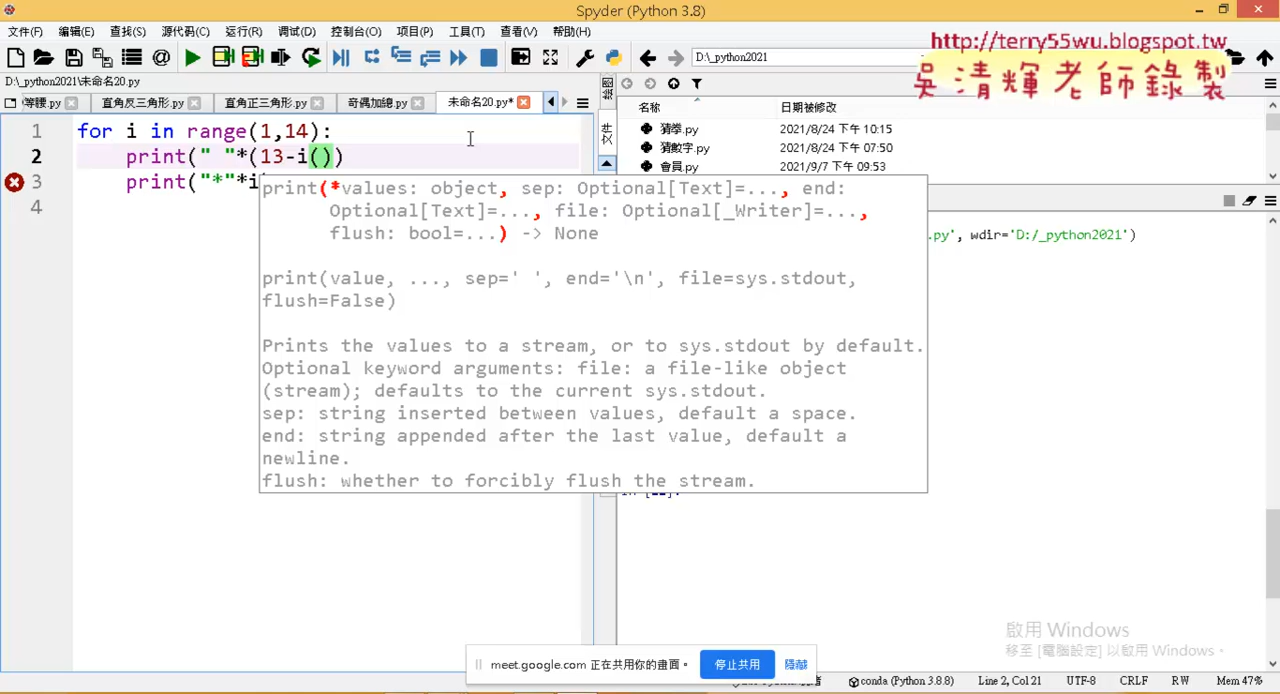 Spyder (Python 3.8)
文件(F) 编辑(E) 查找(S) 源代码(C) 运行(R) 调试(D) 控制台(O) 项目(P) 工具(T) 查看(V) 帮助(H)
http://terry55wu.blogspot.tw
D:\_python2021
吳清輝老師錄製
D:\_python2021\未命名20.py
等腰.py 直角反三角形.py 直角正三角形.py 奇偶加總.py 未命名20.py*
名称 日期被修改
1 for i in range(1,14):
猜拳.py 2021/8/24 下午 10:15
2 print(" "*(13-i())
猜數字.py 2021/8/24 下午 07:50
會員.py 2021/9/7 下午 09:53
3 print("*"*i
4
print(*values: object, sep: Optional[Text]=..., end:
Optional[Text]=..., file: Optional[_Writer]=...,
flush: bool=...) -> None
.py', wdir='D:/_python2021')
print(value, ..., sep=' ', end='\n', file=sys.stdout,
flush=False)
Prints the values to a stream, or to sys.stdout by default.
Optional keyword arguments: file: a file-like object
(stream); defaults to the current sys.stdout.
sep: string inserted between values, default a space.
end: string appended after the last value, default a
newline.
flush: whether to forcibly flush the stream.
啟用 Windows
移至 [電腦設定] 以啟用 Windows。
meet.google.com 正在共用你的畫面。 停止共用 隱藏
conda (Python 3.8.8) Line 2, Col 21 UTF-8 CRLF RW Mem 47%